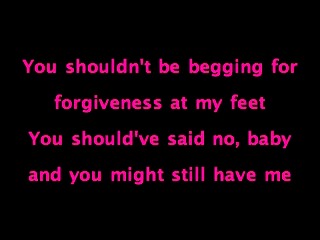 You shouldn't be begging for
forgiveness at my feet
You should've said no, baby
and you might still have me